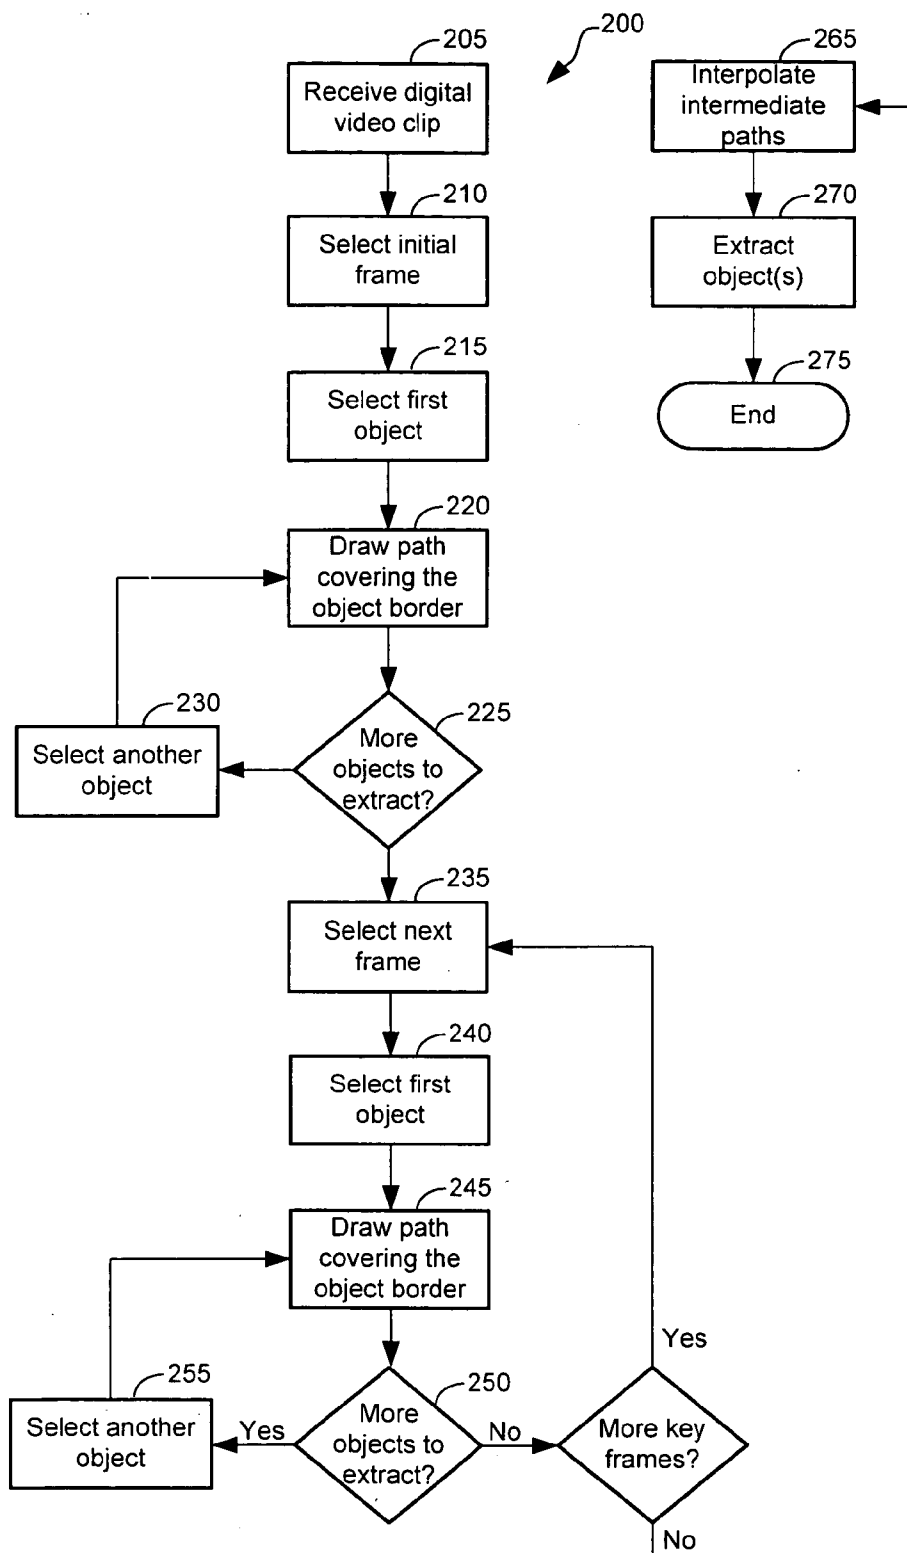 205
Receive digital
video clip
210
Select initial
frame
215
Select first
object
220
Draw path
covering the
object border
225
More
objects to
extract?
230
Select another
object
235
Select next
frame
240
Select first
object
245
Draw path
covering the
object border
250
More
objects to
extract?
Yes
255
Select another
object
No
More key
frames?
Yes
No
200
265
Interpolate
intermediate
paths
270
Extract
object(s)
275
End